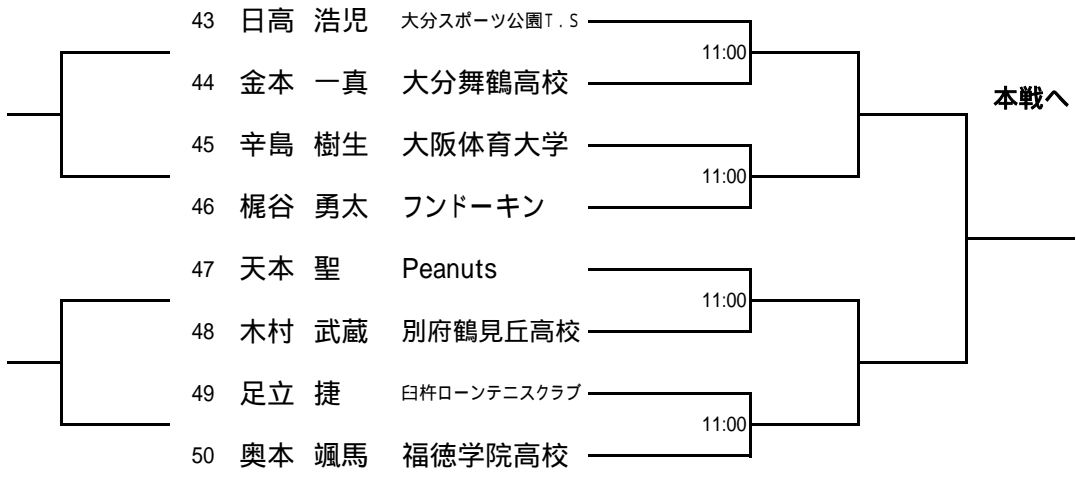 43 日高 浩児 大分スポーツ公園T.S
11:00
44 金本 一真 大分舞鶴高校
本戦へ
45 辛島 樹生 大阪体育大学
11:00
46 梶谷 勇太 フンドーキン
47 天本 聖 Peanuts
11:00
48 木村 武蔵 別府鶴見丘高校
49 足立 捷 臼杵ローンテニスクラブ
11:00
50 奥本 颯馬 福徳学院高校